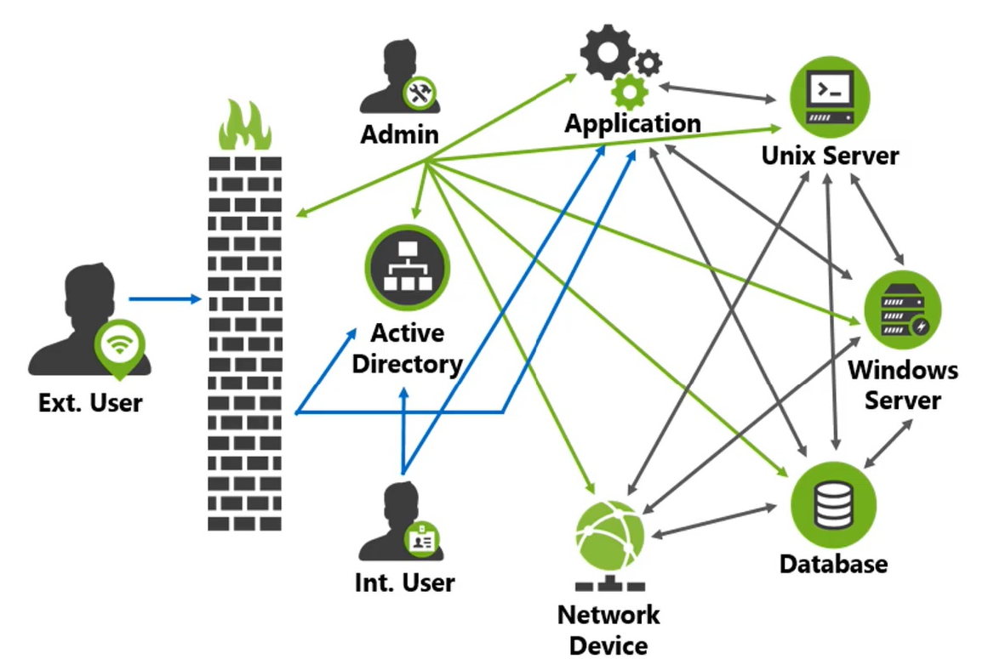 Admin
Application
Unix Server
Active
Directory
Ext. User
Windows
Server
Int. User
Database
Network
Device